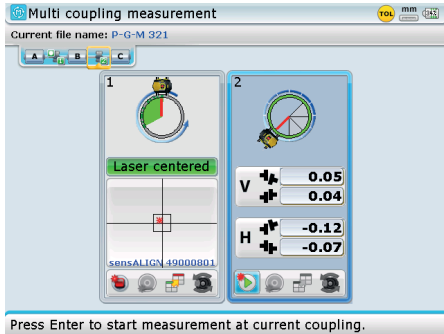 Multi coupling measurement
TOL mm
Current file name: P-G-M 321
A B C
1
Laser centered
sensALIGN 49000801
2
V 0.05
0.04
H -0.12
-0.07
Press Enter to start measurement at current coupling.